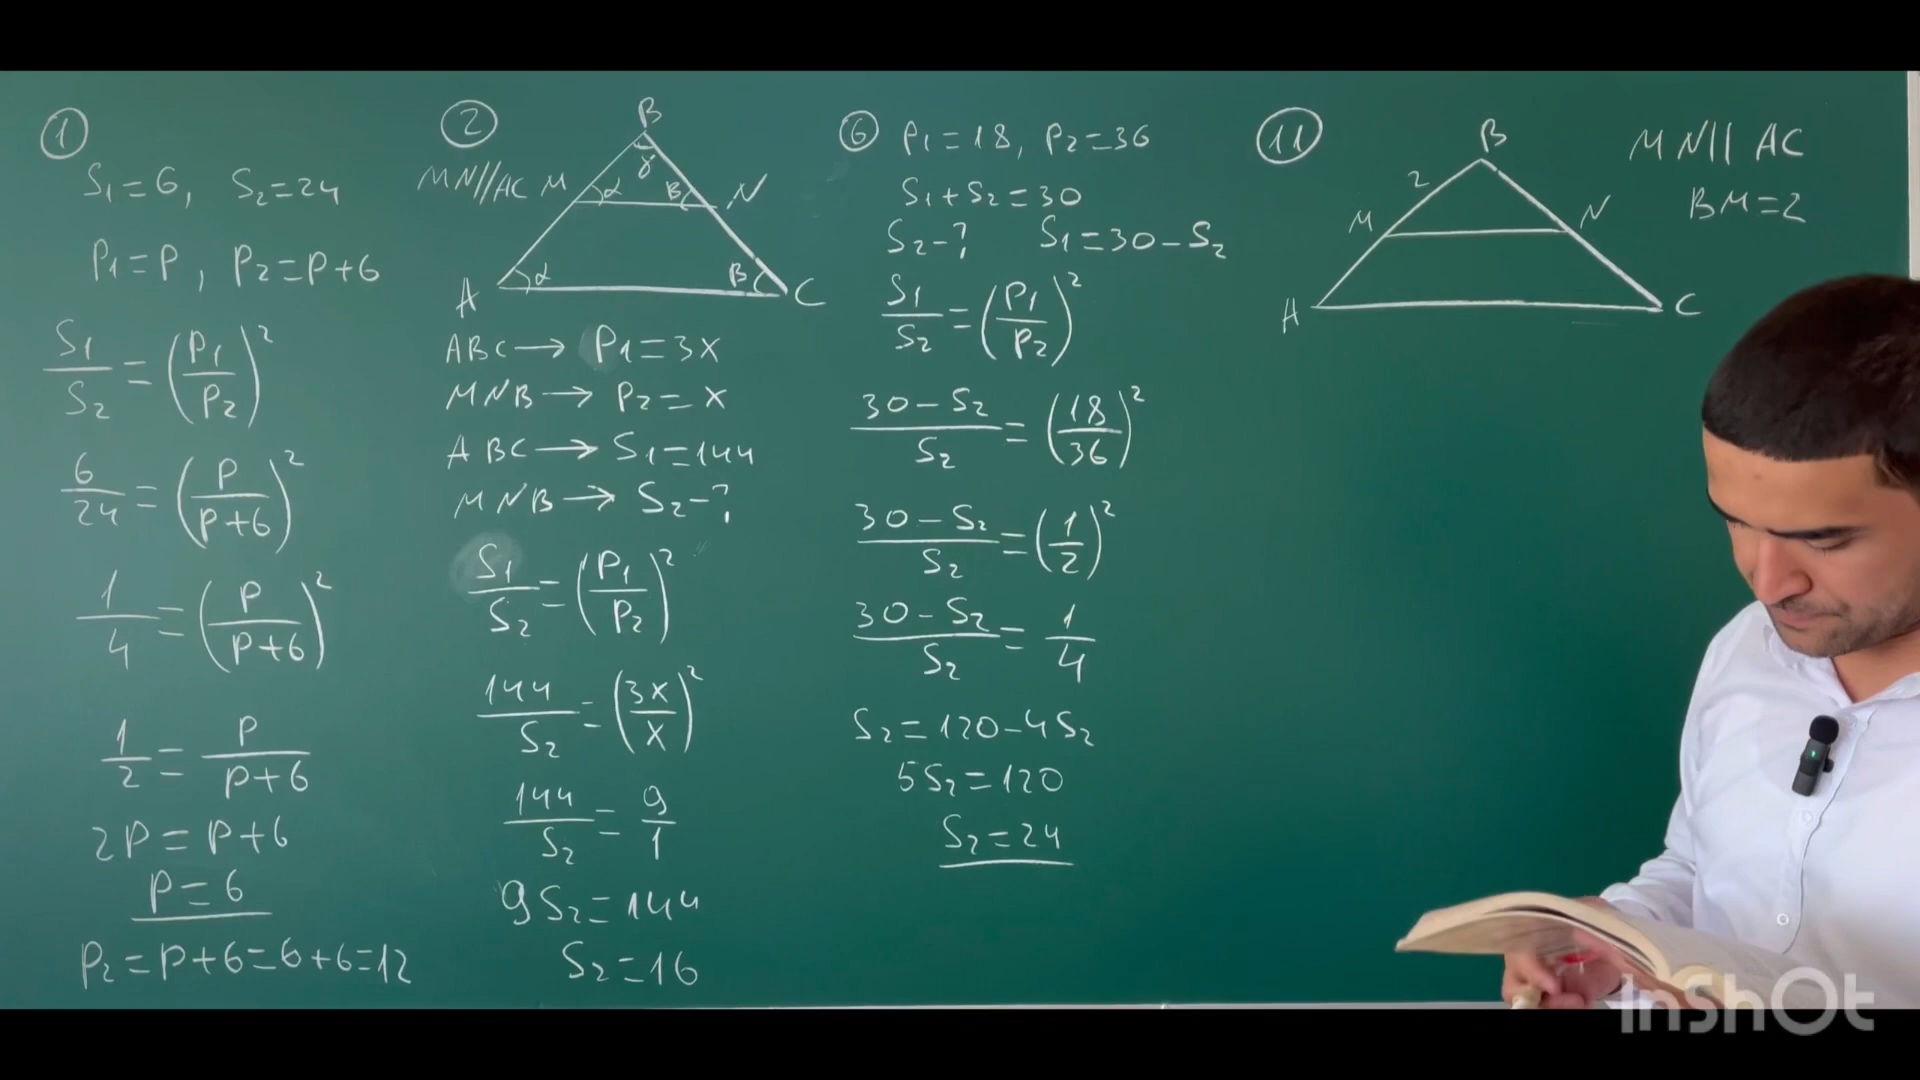 ①
S₁=6, S₂=24
P₁=P, P₂=P+6
S₁/S₂=(P₁/P₂)²
6/24=(P/P+6)²
1/4=(P/P+6)²
1/2=P/P+6
2P=P+6
P=6
P₂=P+6=6+6=12
②
B
γ
MN//AC M α B N
A α B C
ABC→P₁=3x
MNB→P₂=x
ABC→S₁=144
MNB→S₂-?
S₁/S₂=(P₁/P₂)²
144/S₂=(3x/x)²
144/S₂=9/1
9S₂=144
S₂=16
⑥ P₁=18, P₂=36
S₁+S₂=30
S₂-? S₁=30-S₂
S₁/S₂=(P₁/P₂)²
30-S₂/S₂=(18/36)²
30-S₂/S₂=(1/2)²
30-S₂/S₂=1/4
S₂=120-4S₂
5S₂=120
S₂=24
⑪
B
2
M N
A C
MN//AC
BM=2
InShOt